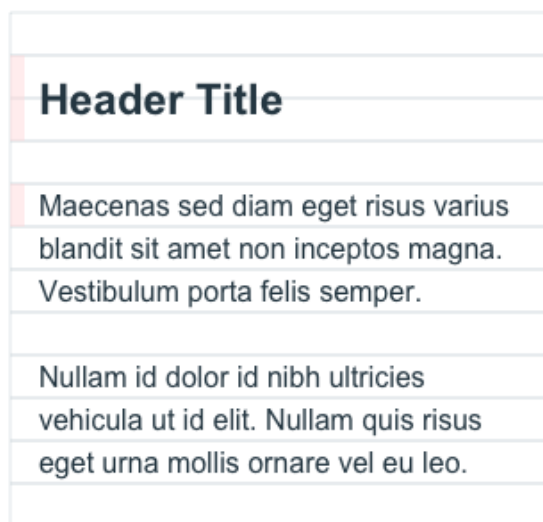 Header Title
Maecenas sed diam eget risus varius
blandit sit amet non inceptos magna.
Vestibulum porta felis semper.
Nullam id dolor id nibh ultricies
vehicula ut id elit. Nullam quis risus
eget urna mollis ornare vel eu leo.